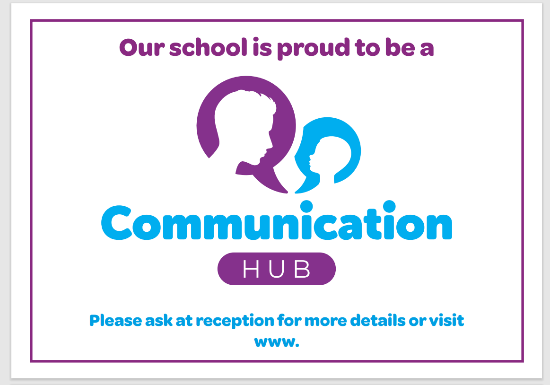 Our school is proud to be a
Communication
HUB
Please ask at reception for more details or visit
www.